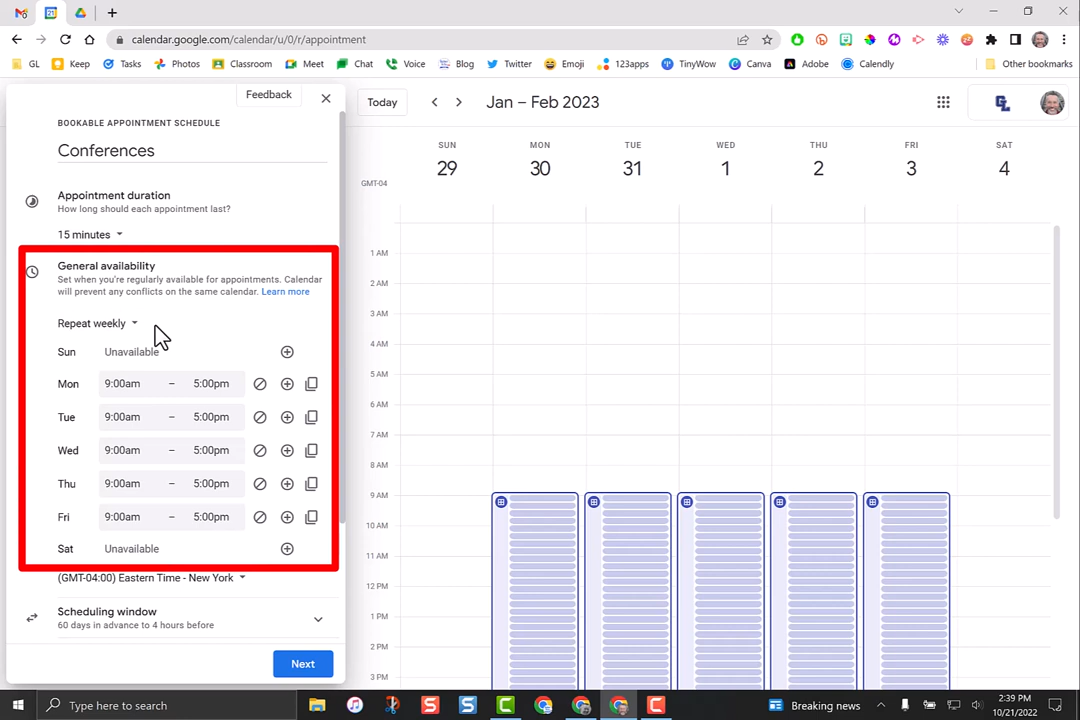 calendar.google.com/calendar/u/0/r/appointment
GL Keep Tasks Photos Classroom Meet Chat Voice Blog Twitter Emoji 123apps TinyWow Canva Adobe Calendly Other bookmarks
Feedback
BOOKABLE APPOINTMENT SCHEDULE
Conferences
Appointment duration
How long should each appointment last?
15 minutes
General availability
Set when you're regularly available for appointments. Calendar
will prevent any conflicts on the same calendar. Learn more
Repeat weekly
Sun Unavailable
Mon 9:00am – 5:00pm
Tue 9:00am – 5:00pm
Wed 9:00am – 5:00pm
Thu 9:00am – 5:00pm
Fri 9:00am – 5:00pm
Sat Unavailable
(GMT-04:00) Eastern Time - New York
Scheduling window
60 days in advance to 4 hours before
Next
Today Jan – Feb 2023
SUN MON TUE WED THU FRI SAT
29 30 31 1 2 3 4
GMT-04
1 AM
2 AM
3 AM
4 AM
5 AM
6 AM
7 AM
8 AM
9 AM
10 AM
11 AM
12 PM
1 PM
2 PM
3 PM
Type here to search
Breaking news
2:39 PM
10/21/2022